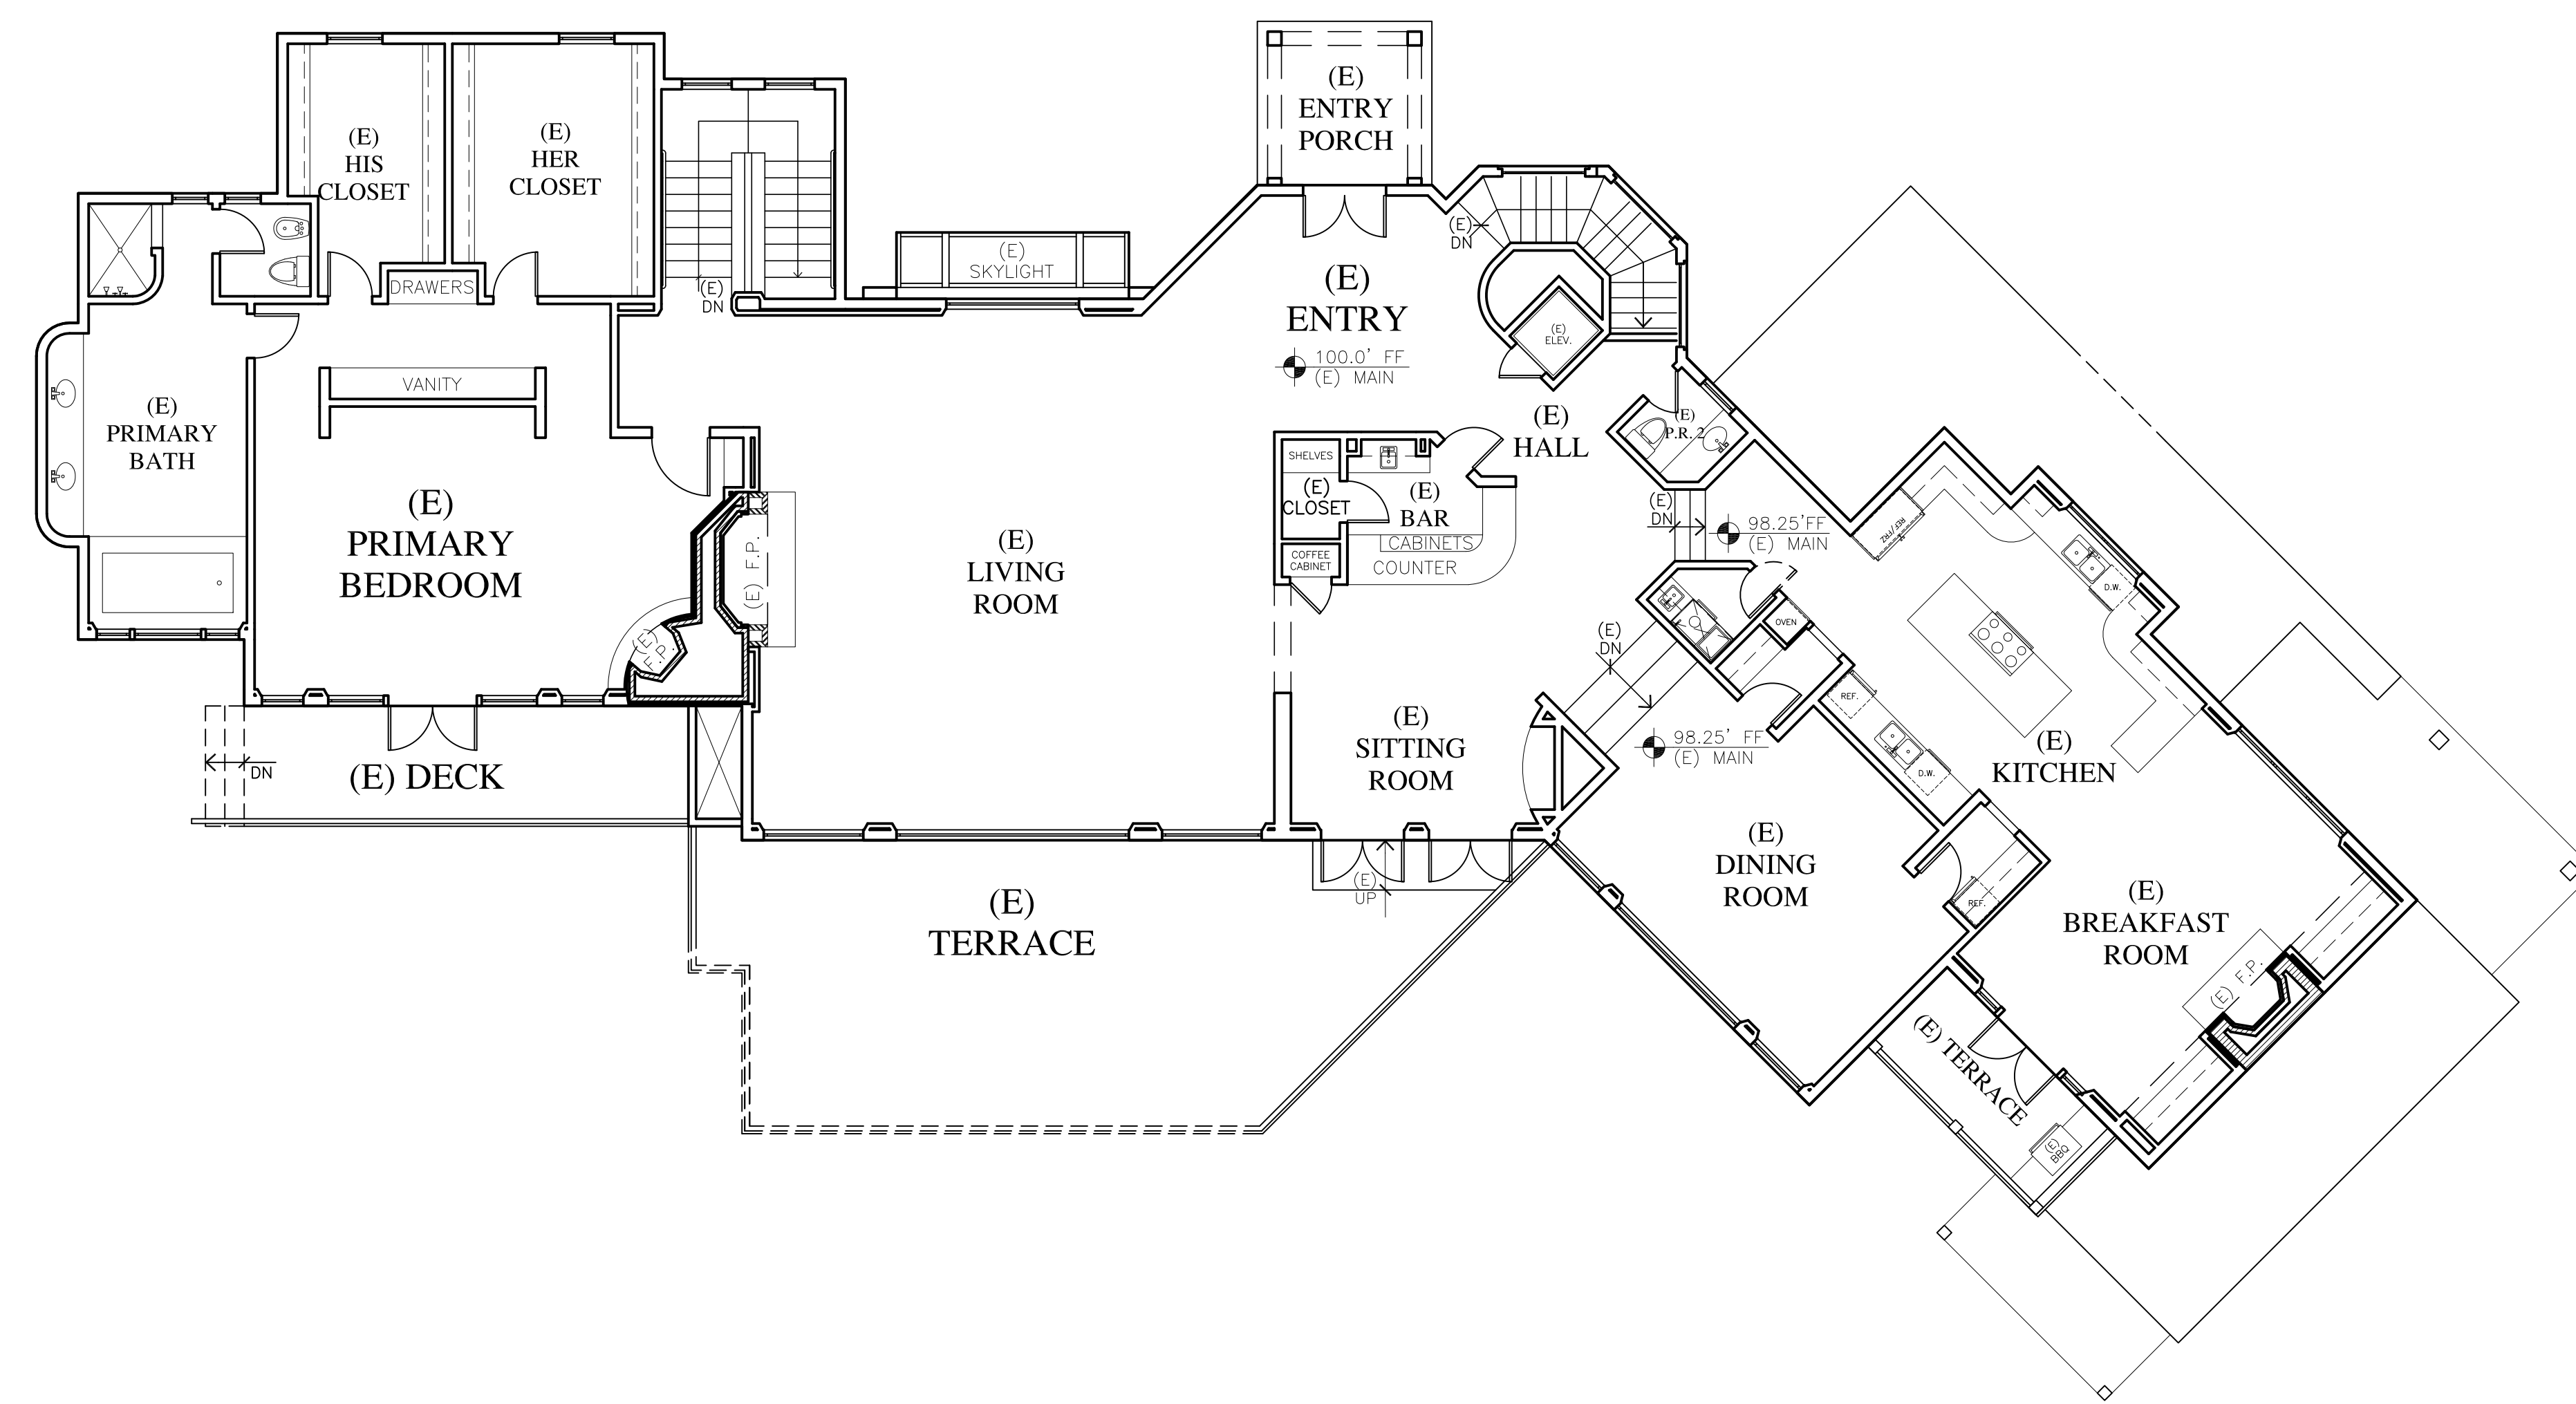 (E)
ENTRY
PORCH
(E)
HIS
CLOSET
(E)
HER
CLOSET
(E)
DN
(E)
SKYLIGHT
(E)
DN
DRAWERS
(E)
ENTRY
100.0' FF
(E) MAIN
(E)
ELEV.
VANITY
(E)
PRIMARY
BATH
(E)
HALL
(E)
P.R. 2
SHELVES
(E)
CLOSET
(E)
BAR
CABINETS
COUNTER
COFFEE
CABINET
(E)
DN
98.25'FF
(E) MAIN
REF/FRZ
D.W.
(E)
PRIMARY
BEDROOM
(E) F.P.
(E)
F.P.
(E)
LIVING
ROOM
OVEN
(E)
DN
REF.
D.W.
(E)
SITTING
ROOM
98.25' FF
(E) MAIN
(E)
KITCHEN
DN
(E) DECK
(E)
DINING
ROOM
REF.
(E)
UP
(E)
TERRACE
(E)
BREAKFAST
ROOM
(E) F.P.
(E) TERRACE
(E)
BBQ